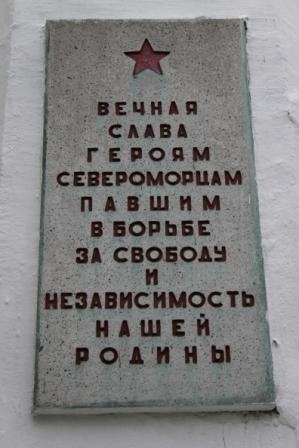 ВЕЧНАЯ
СЛАВА
ГЕРОЯМ
СЕВЕРОМОРЦАМ
ПАВШИМ
В БОРЬБЕ
ЗА СВОБОДУ
И
НЕЗАВИСИМОСТЬ
НАШЕЙ
РОДИНЫ